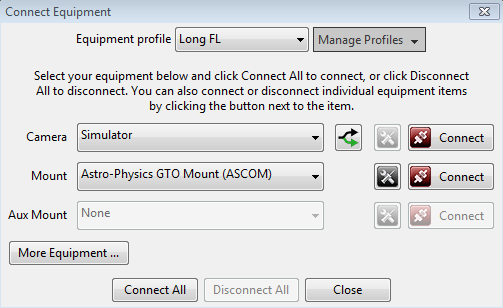 Connect Equipment
Equipment profile Long FL Manage Profiles
Select your equipment below and click Connect All to connect, or click Disconnect
All to disconnect. You can also connect or disconnect individual equipment items
by clicking the button next to the item.
Camera Simulator Connect
Mount Astro-Physics GTO Mount (ASCOM) Connect
Aux Mount None Connect
More Equipment ...
Connect All Disconnect All Close